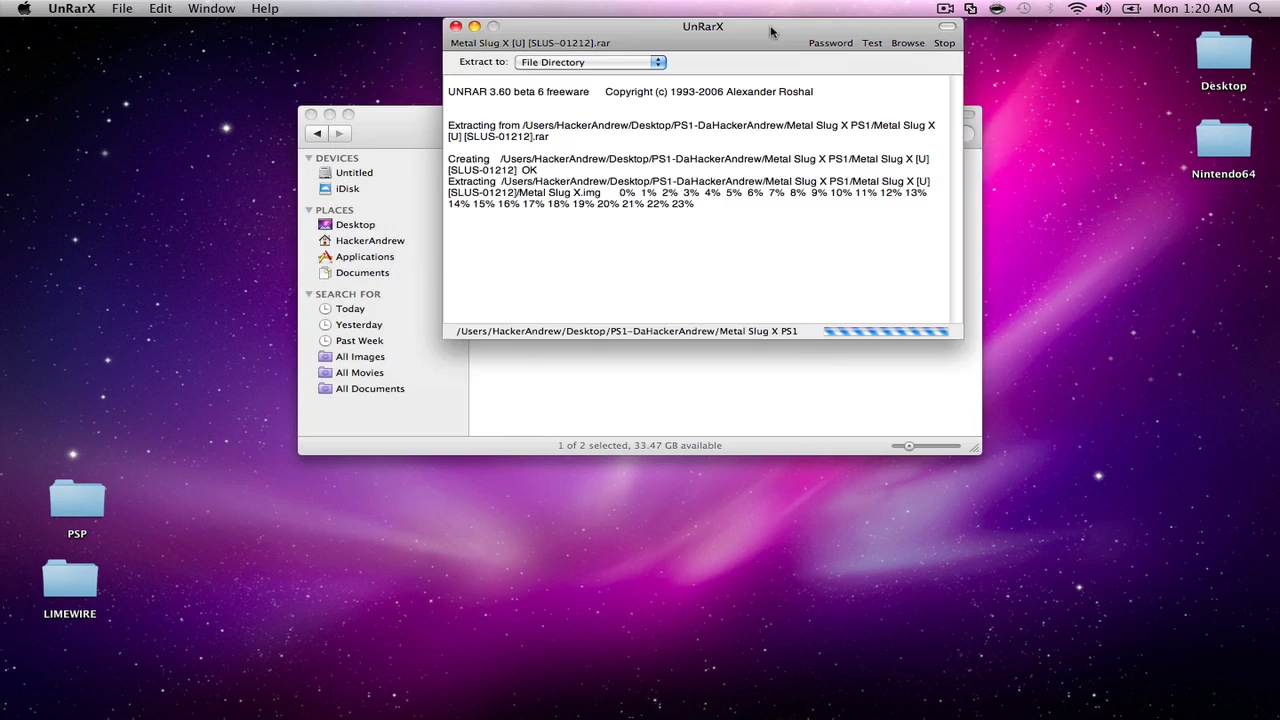 UnRarX File Edit Window Help
Mon 1:20 AM
UnRarX
Metal Slug X [U] [SLUS-01212].rar
Password Test Browse Stop
Extract to: File Directory
UNRAR 3.60 beta 6 freeware Copyright (c) 1993-2006 Alexander Roshal
Extracting from /Users/HackerAndrew/Desktop/PS1-DaHackerAndrew/Metal Slug X PS1/Metal Slug X
[U] [SLUS-01212].rar
Creating /Users/HackerAndrew/Desktop/PS1-DaHackerAndrew/Metal Slug X PS1/Metal Slug X [U]
[SLUS-01212] OK
Extracting /Users/HackerAndrew/Desktop/PS1-DaHackerAndrew/Metal Slug X PS1/Metal Slug X [U]
[SLUS-01212]/Metal Slug X.img 0% 1% 2% 3% 4% 5% 6% 7% 8% 9% 10% 11% 12% 13%
14% 15% 16% 17% 18% 19% 20% 21% 22% 23%
/Users/HackerAndrew/Desktop/PS1-DaHackerAndrew/Metal Slug X PS1
DEVICES
Untitled
iDisk
PLACES
Desktop
HackerAndrew
Applications
Documents
SEARCH FOR
Today
Yesterday
Past Week
All Images
All Movies
All Documents
1 of 2 selected, 33.47 GB available
Desktop
Nintendo64
PSP
LIMEWIRE